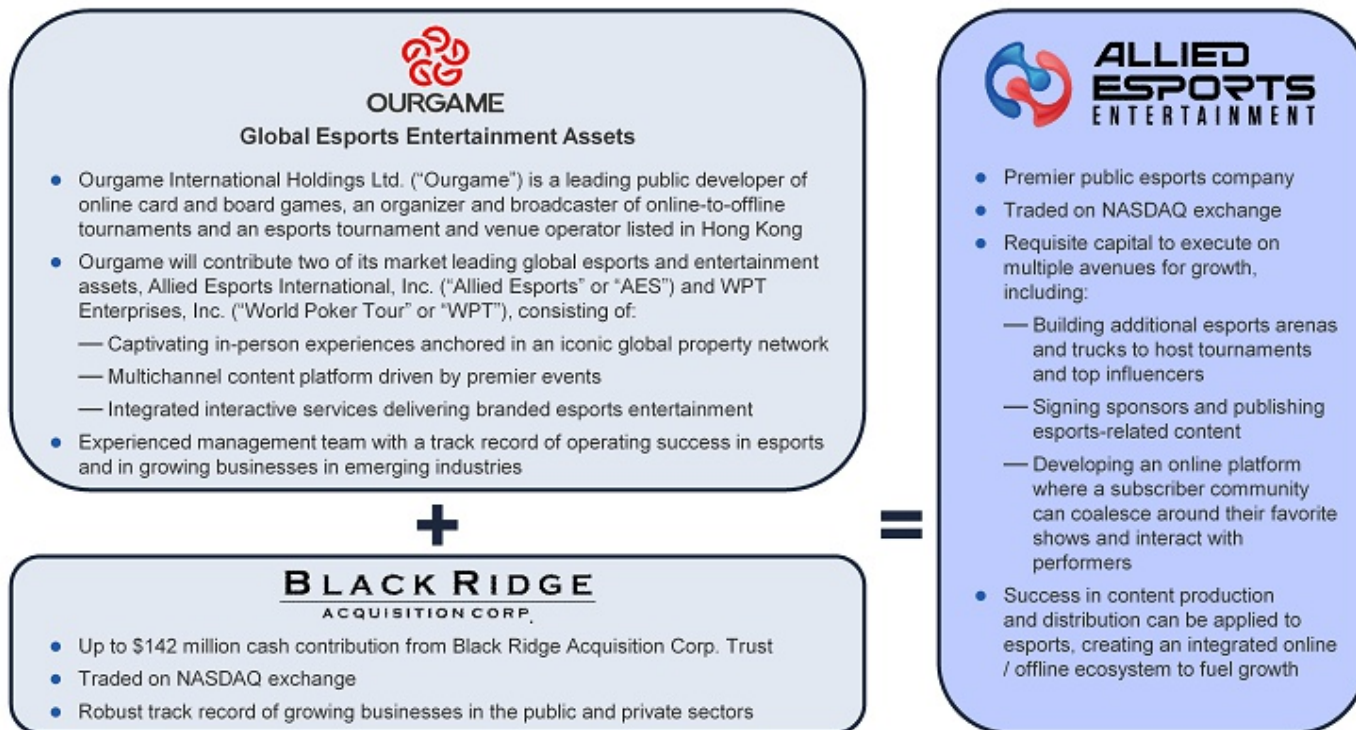 OURGAME
Global Esports Entertainment Assets
• Ourgame International Holdings Ltd. (“Ourgame”) is a leading public developer of
online card and board games, an organizer and broadcaster of online-to-offline
tournaments and an esports tournament and venue operator listed in Hong Kong
• Ourgame will contribute two of its market leading global esports and entertainment
assets, Allied Esports International, Inc. (“Allied Esports” or “AES”) and WPT
Enterprises, Inc. (“World Poker Tour” or “WPT”), consisting of:
— Captivating in-person experiences anchored in an iconic global property network
— Multichannel content platform driven by premier events
— Integrated interactive services delivering branded esports entertainment
• Experienced management team with a track record of operating success in esports
and in growing businesses in emerging industries
+
BLACK RIDGE
ACQUISITION CORP.
• Up to $142 million cash contribution from Black Ridge Acquisition Corp. Trust
• Traded on NASDAQ exchange
• Robust track record of growing businesses in the public and private sectors
=
ALLIED
ESPORTS
ENTERTAINMENT
• Premier public esports company
• Traded on NASDAQ exchange
• Requisite capital to execute on
multiple avenues for growth,
including:
— Building additional esports arenas
and trucks to host tournaments
and top influencers
— Signing sponsors and publishing
esports-related content
— Developing an online platform
where a subscriber community
can coalesce around their favorite
shows and interact with
performers
• Success in content production
and distribution can be applied to
esports, creating an integrated online
/ offline ecosystem to fuel growth